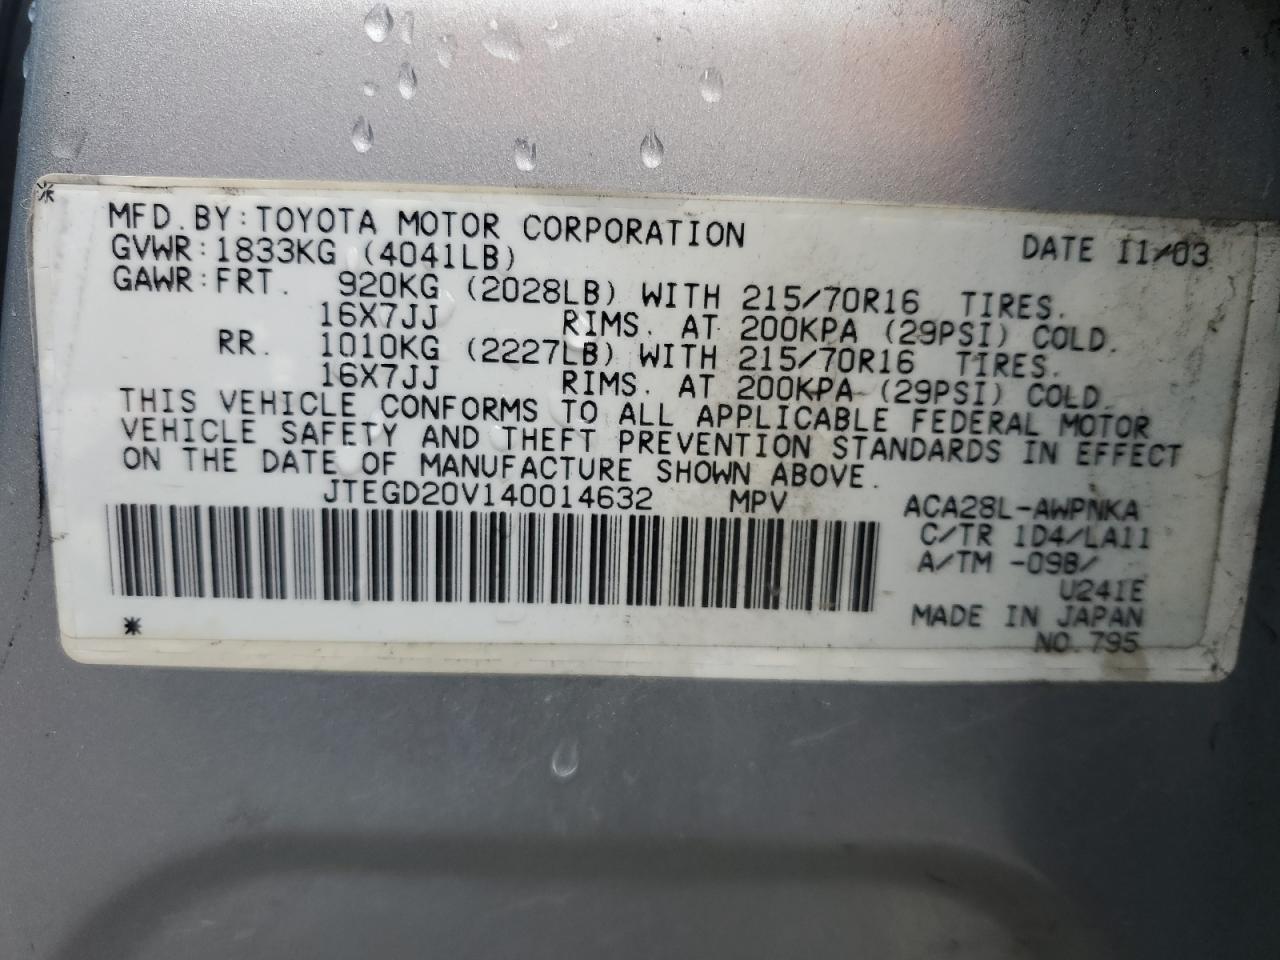 MFD. BY: TOYOTA MOTOR CORPORATION DATE 11/03
GVWR: 1833KG (4041LB)
GAWR: FRT. 920KG (2028LB) WITH 215/70R16 TIRES.
16X7JJ RIMS. AT 200KPA (29PSI) COLD.
RR. 1010KG (2227LB) WITH 215/70R16 TIRES.
16X7JJ RIMS. AT 200KPA (29PSI) COLD.
THIS VEHICLE CONFORMS TO ALL APPLICABLE FEDERAL MOTOR
VEHICLE SAFETY AND THEFT PREVENTION STANDARDS IN EFFECT
ON THE DATE OF MANUFACTURE SHOWN ABOVE.
JTEGD20V140014632 MPV ACA28L-AWPNKA
C/TR 1D4/LA11
A/TM -09B/
U241E
MADE IN JAPAN
NO. 795